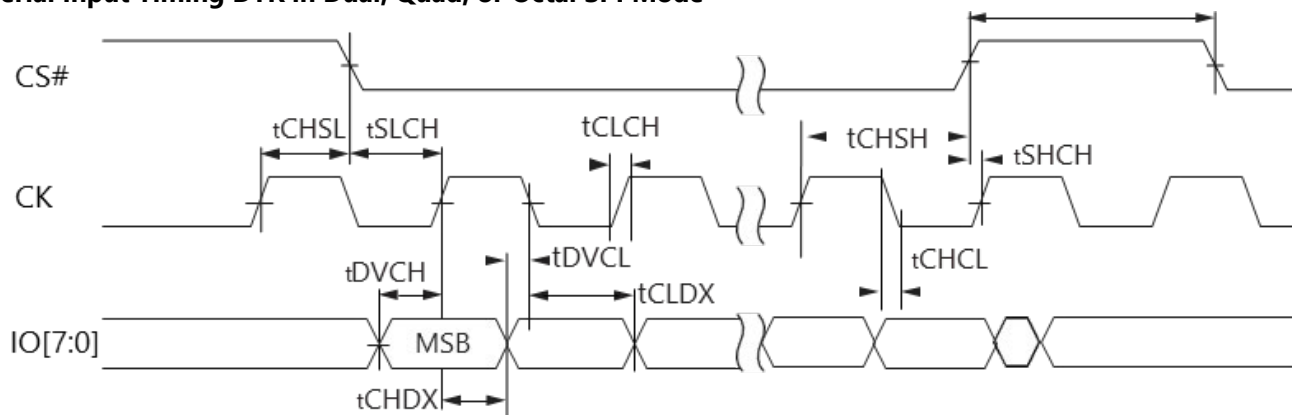 Serial Input Timing DTR in Dual, Quad, or Octal SPI Mode
CS#
tCHSL tSLCH tCLCH tCHSH tSHCH
CK
tDVCH tDVCL tCLDX tCHCL
IO[7:0] MSB
tCHDX